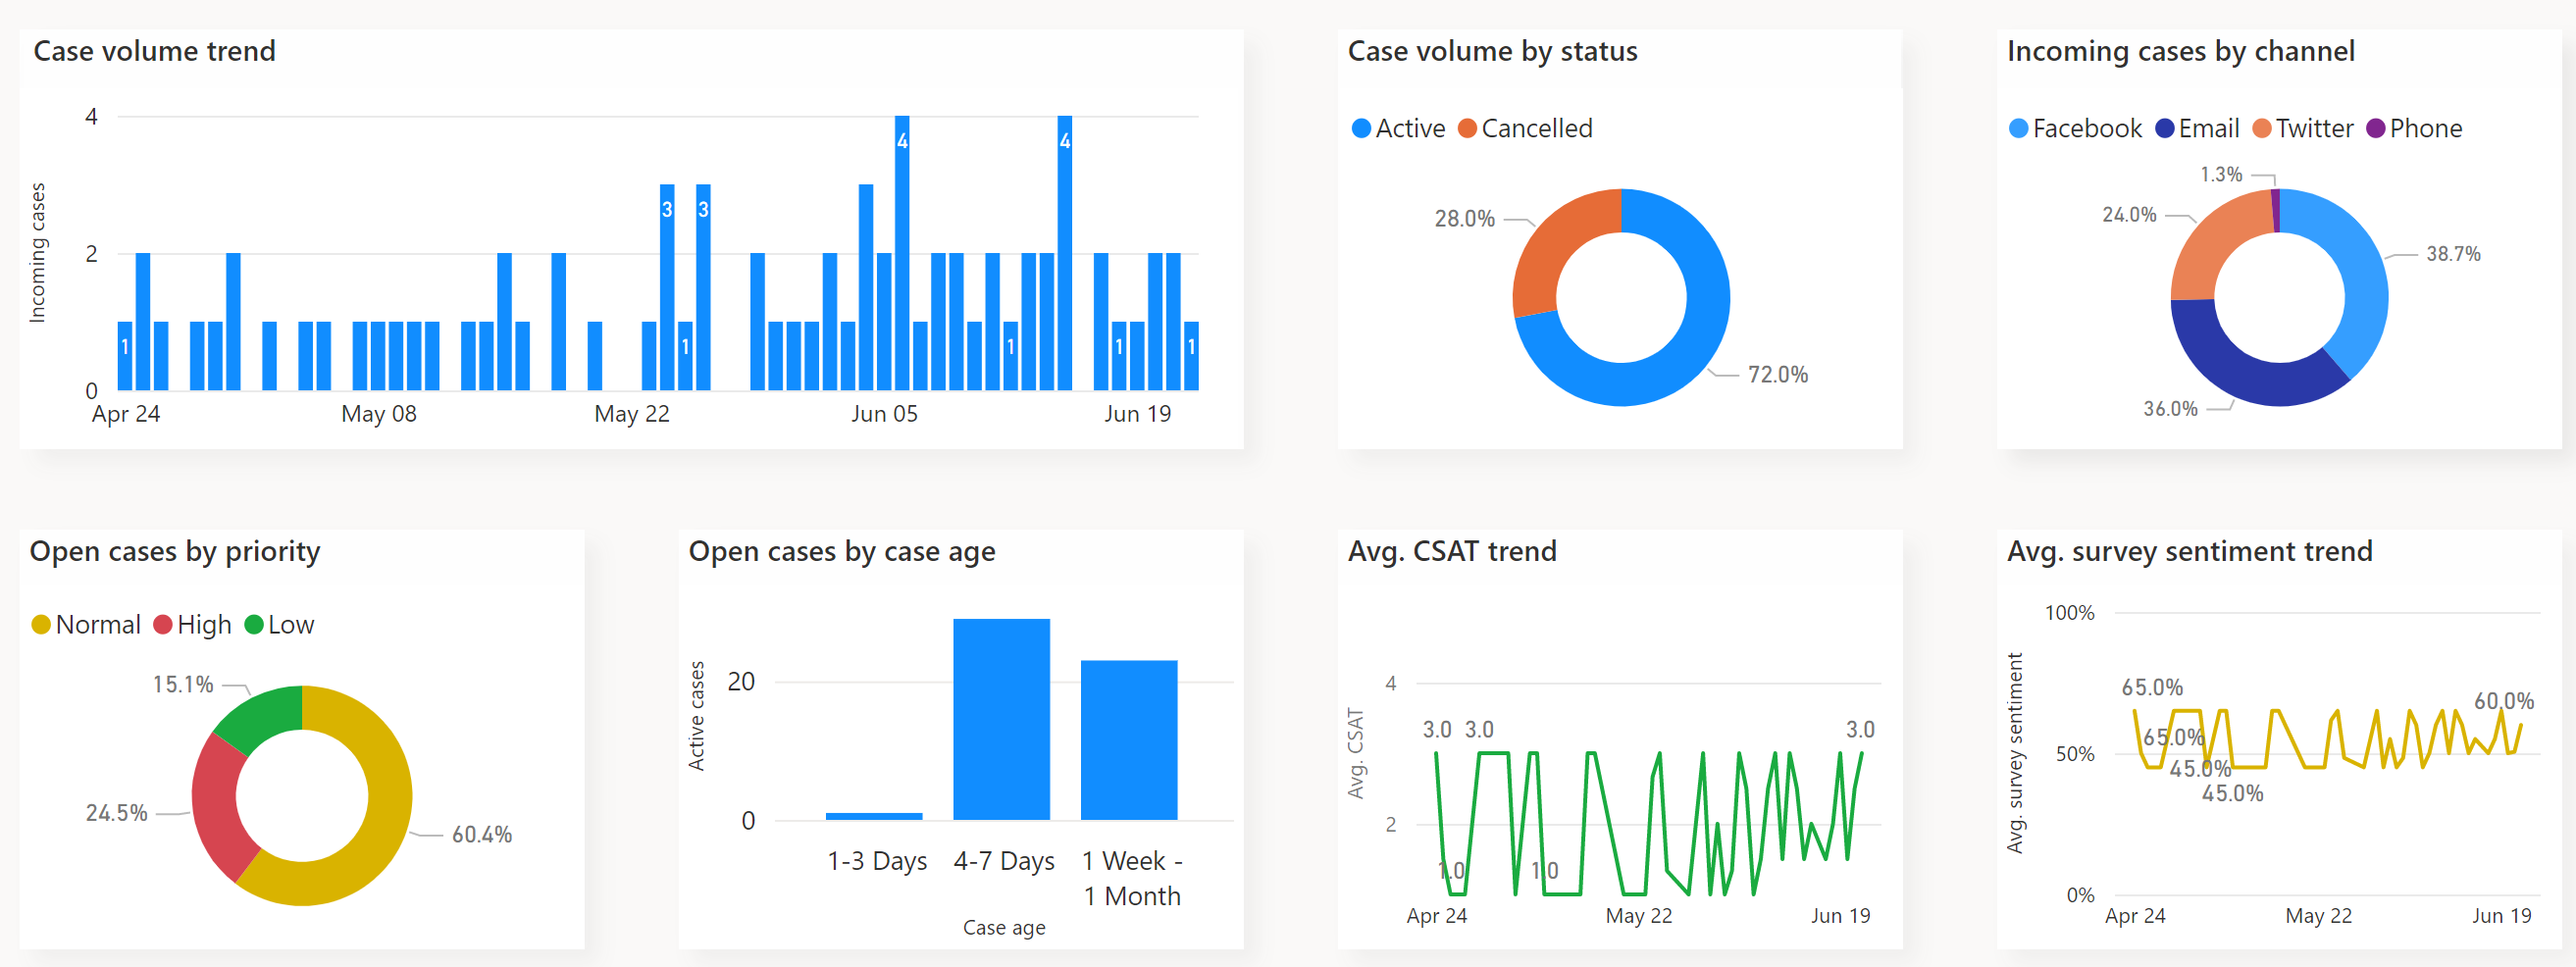 Case volume trend
Incoming cases
4
2
0
1
3
1
3
4
1
4
1
1
Apr 24
May 08
May 22
Jun 05
Jun 19
Case volume by status
Active Cancelled
28.0%
72.0%
Incoming cases by channel
Facebook Email Twitter Phone
1.3%
24.0%
38.7%
36.0%
Open cases by priority
Normal High Low
15.1%
24.5%
60.4%
Open cases by case age
Active cases
20
0
1-3 Days
4-7 Days
1 Week -
1 Month
Case age
Avg. CSAT trend
Avg. CSAT
4
2
3.0
3.0
3.0
1.0
1.0
Apr 24
May 22
Jun 19
Avg. survey sentiment trend
Avg. survey sentiment
100%
50%
0%
65.0%
60.0%
65.0%
45.0%
45.0%
Apr 24
May 22
Jun 19